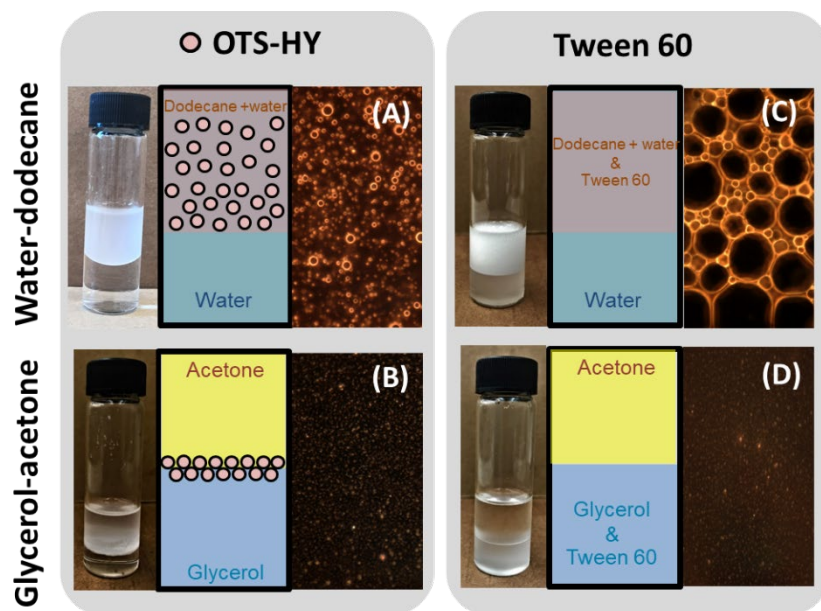 OTS-HY
Tween 60
Water-dodecane
Dodecane +water
Water
(A)
Dodecane + water
&
Tween 60
Water
(C)
Glycerol-acetone
Acetone
Glycerol
(B)
Acetone
Glycerol
&
Tween 60
(D)